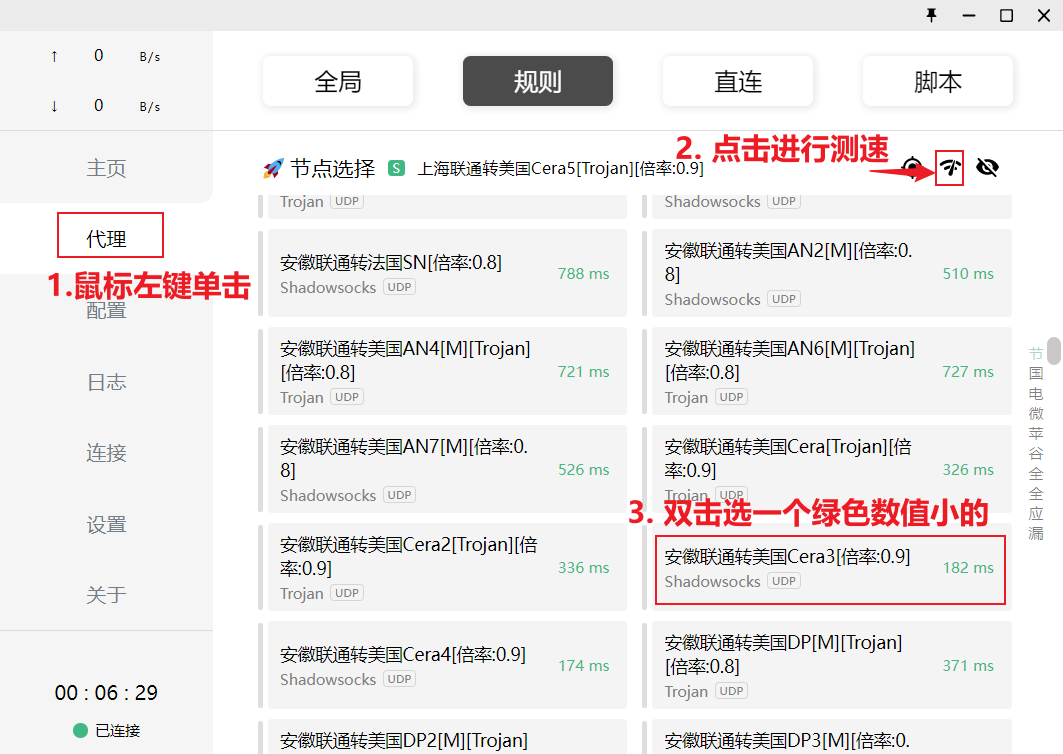 ↑ 0 B/s
↓ 0 B/s
主页
代理
1.鼠标左键单击
配置
日志
连接
设置
关于
00 : 06 : 29
已连接
全局
规则
直连
脚本
2. 点击进行测速
🚀 节点选择 S 上海联通转美国Cera5[Trojan][倍率:0.9]
Trojan UDP
Shadowsocks UDP
安徽联通转法国SN[倍率:0.8]
Shadowsocks UDP
788 ms
安徽联通转美国AN2[M][倍率:0.
8]
Shadowsocks UDP
510 ms
安徽联通转美国AN4[M][Trojan]
[倍率:0.8]
Trojan UDP
721 ms
安徽联通转美国AN6[M][Trojan]
[倍率:0.8]
Trojan UDP
727 ms
安徽联通转美国AN7[M][倍率:0.
8]
Shadowsocks UDP
526 ms
安徽联通转美国Cera[Trojan][倍
率:0.9]
Trojan UDP
326 ms
3. 双击选一个绿色数值小的
安徽联通转美国Cera2[Trojan][倍
率:0.9]
Trojan UDP
336 ms
安徽联通转美国Cera3[倍率:0.9]
Shadowsocks UDP
182 ms
安徽联通转美国Cera4[倍率:0.9]
Shadowsocks UDP
174 ms
安徽联通转美国DP[M][Trojan]
[倍率:0.8]
Trojan UDP
371 ms
安徽联通转美国DP2[M][Trojan]
安徽联通转美国DP3[M][倍率:0.
节
国
电
微
苹
谷
全
全
应
漏